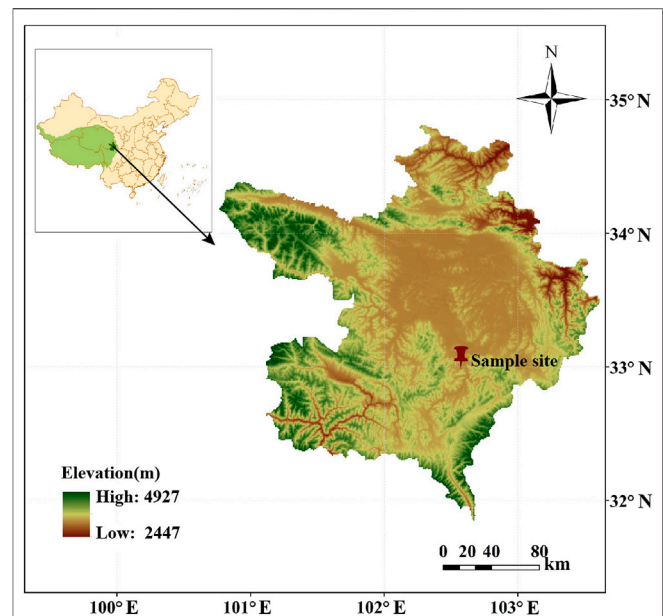 N
35° N
34° N
33° N
Sample site
Elevation(m)
High: 4927
Low: 2447
32° N
0 20 40 80
km
100° E 101° E 102° E 103° E